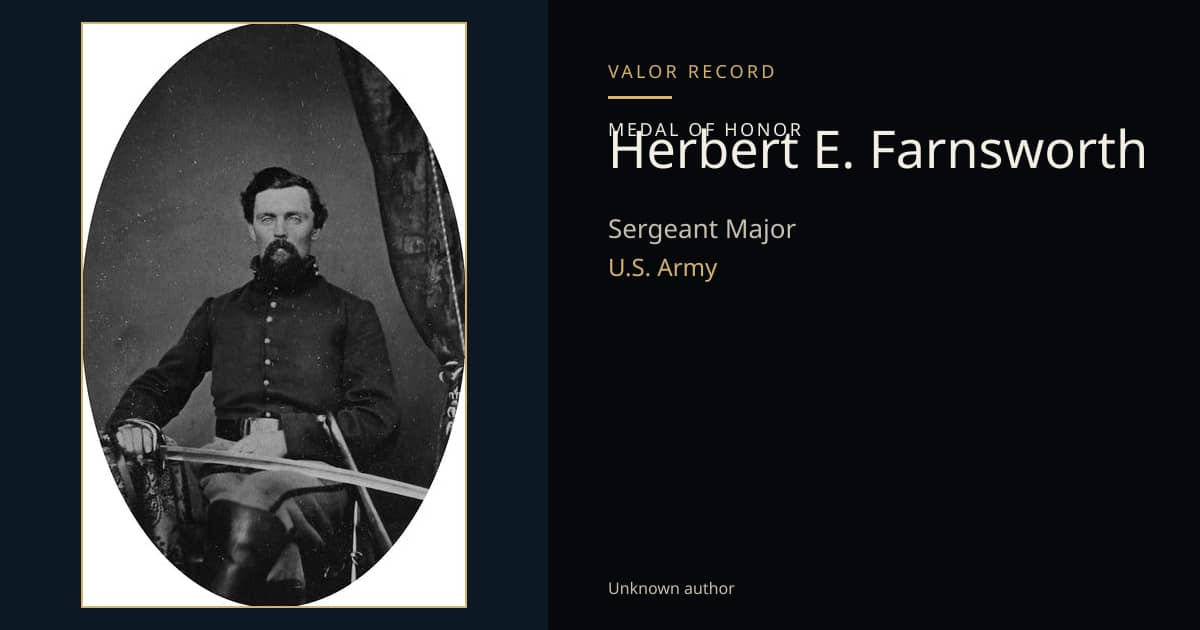 VALOR RECORD
MEDAL OF HONOR
Herbert E. Farnsworth
Sergeant Major
U.S. Army
Unknown author